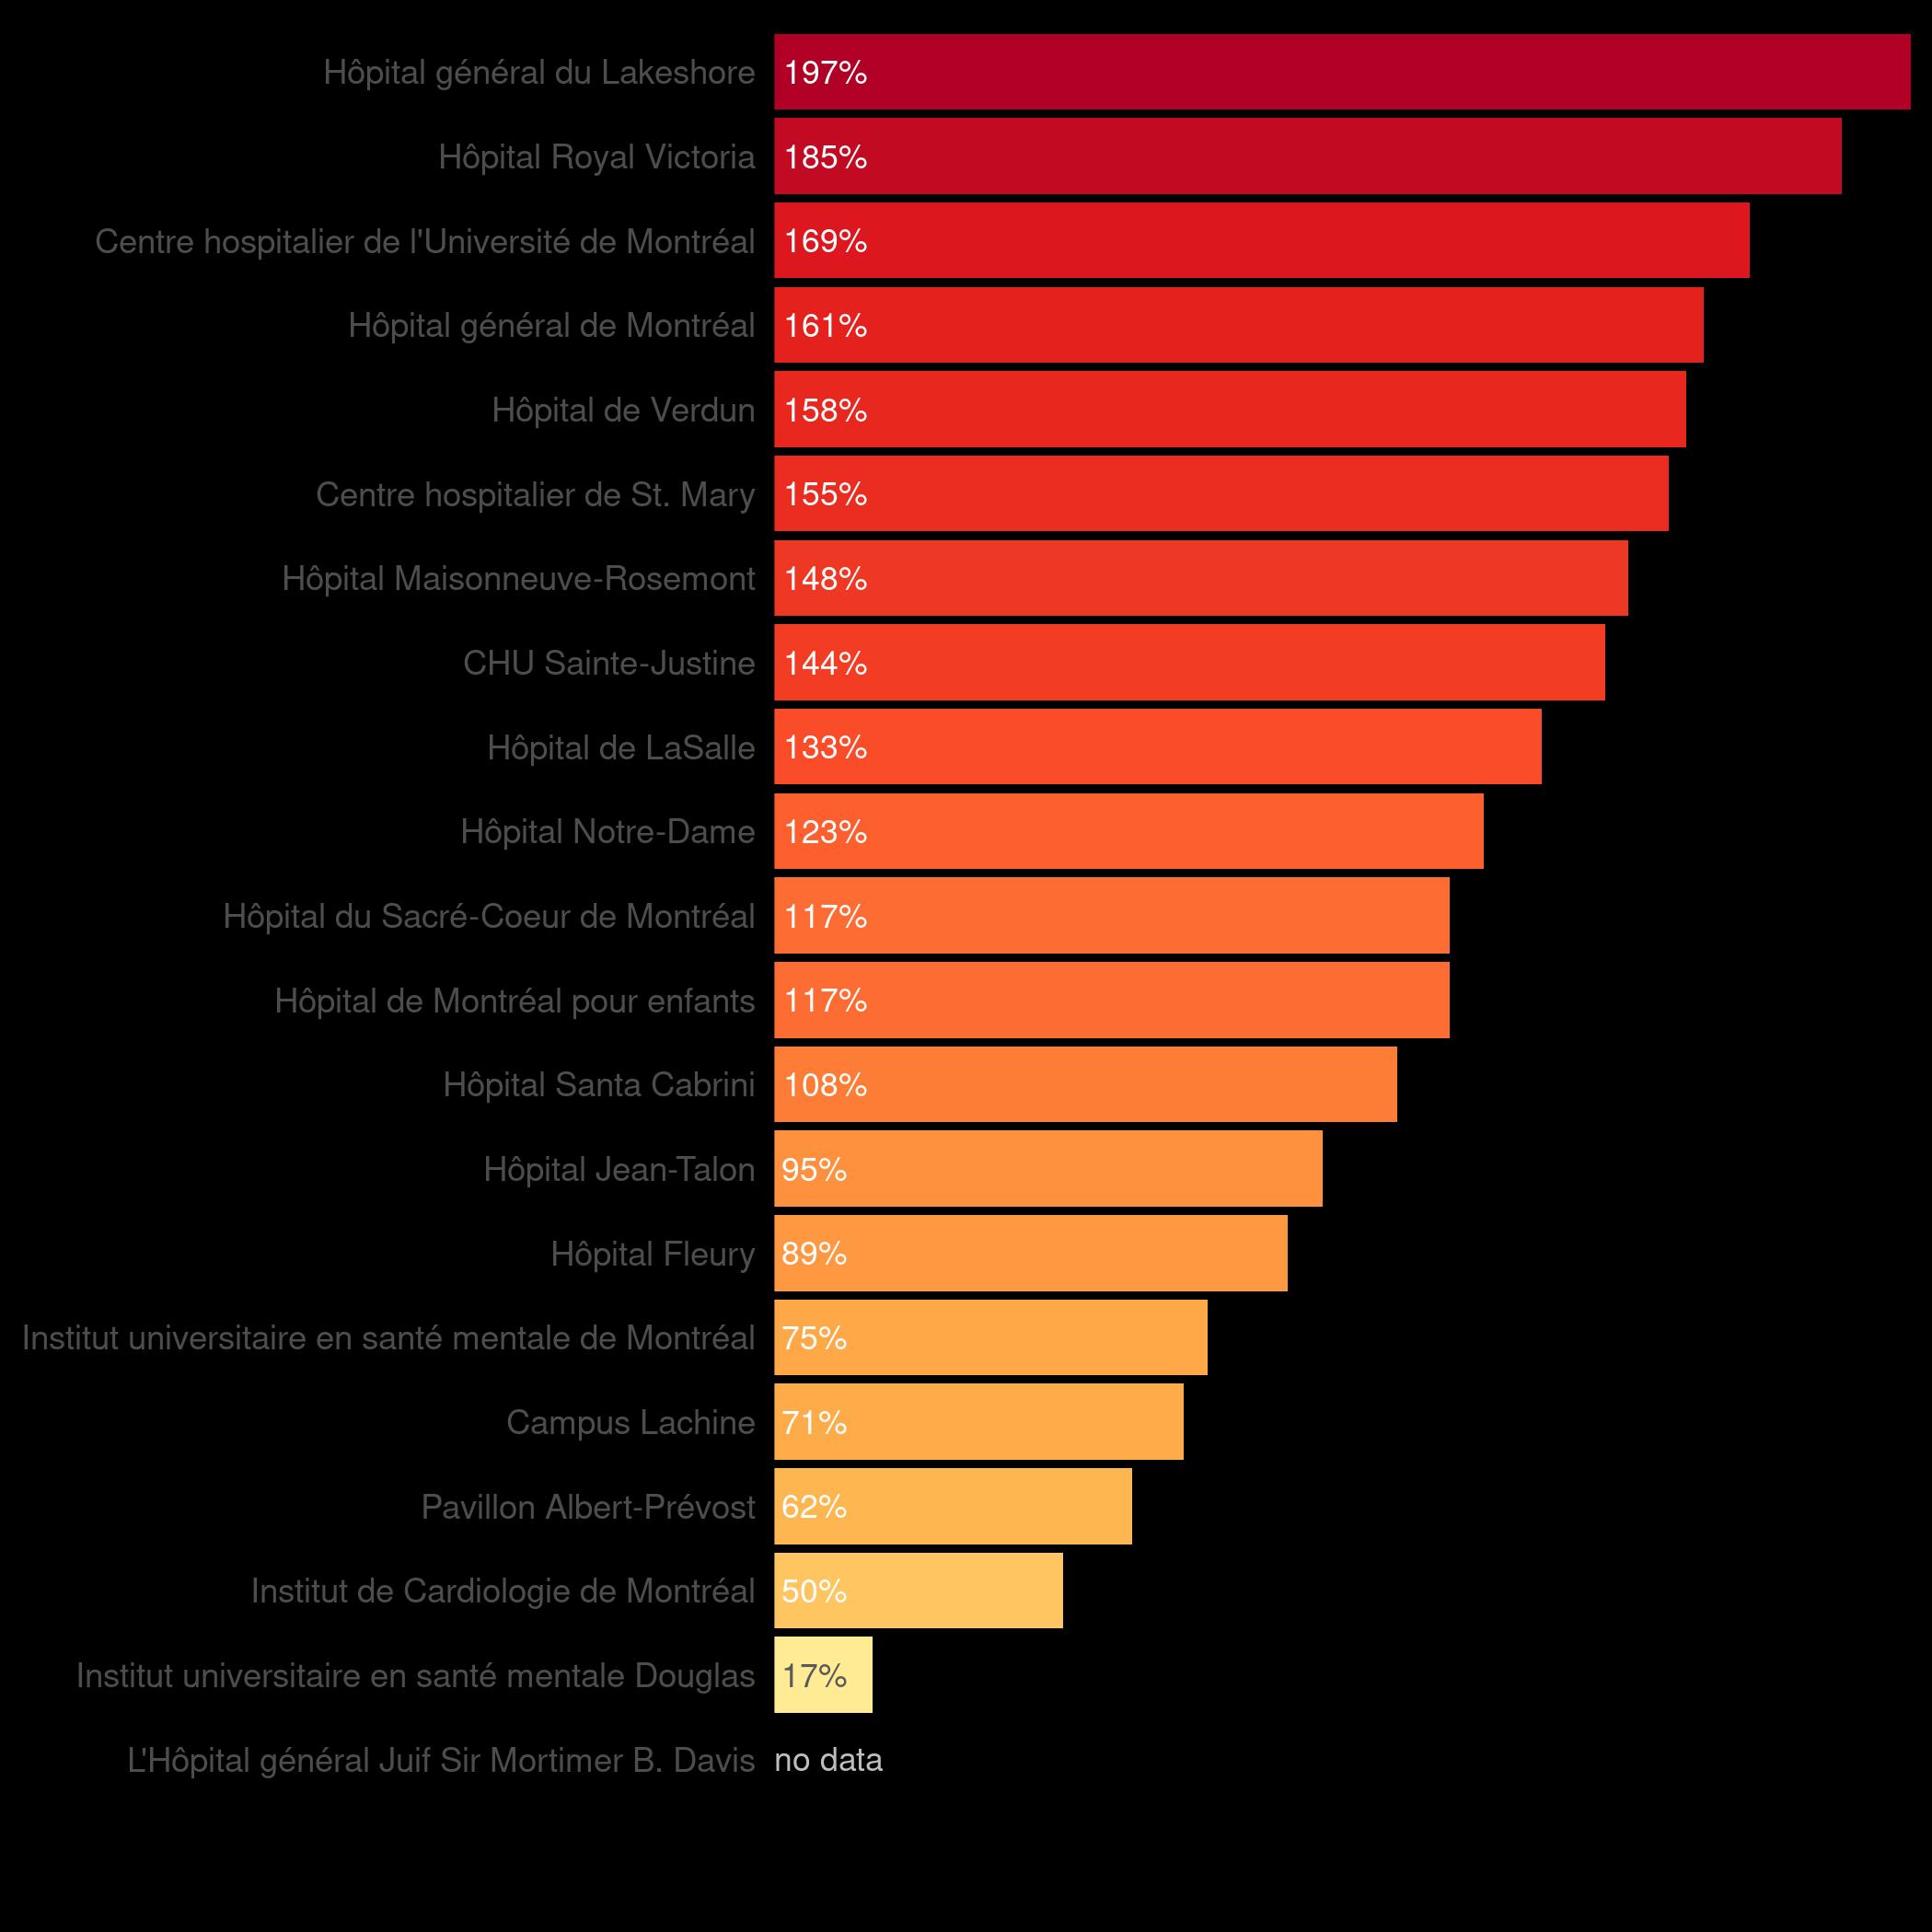 Hôpital général du Lakeshore 197%
Hôpital Royal Victoria 185%
Centre hospitalier de l'Université de Montréal 169%
Hôpital général de Montréal 161%
Hôpital de Verdun 158%
Centre hospitalier de St. Mary 155%
Hôpital Maisonneuve-Rosemont 148%
CHU Sainte-Justine 144%
Hôpital de LaSalle 133%
Hôpital Notre-Dame 123%
Hôpital du Sacré-Coeur de Montréal 117%
Hôpital de Montréal pour enfants 117%
Hôpital Santa Cabrini 108%
Hôpital Jean-Talon 95%
Hôpital Fleury 89%
Institut universitaire en santé mentale de Montréal 75%
Campus Lachine 71%
Pavillon Albert-Prévost 62%
Institut de Cardiologie de Montréal 50%
Institut universitaire en santé mentale Douglas 17%
L'Hôpital général Juif Sir Mortimer B. Davis no data